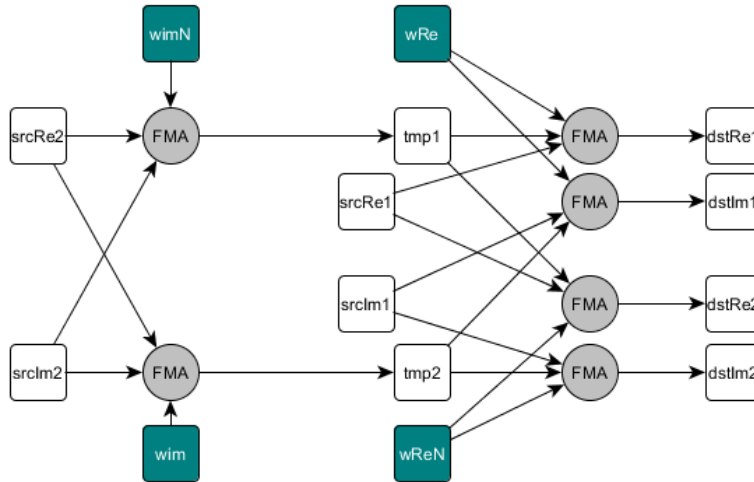 wimN
wRe
srcRe2
FMA
tmp1
FMA
dstRe1
srcRe1
FMA
dstIm1
srcIm1
FMA
dstRe2
srcIm2
FMA
tmp2
FMA
dstIm2
wim
wReN